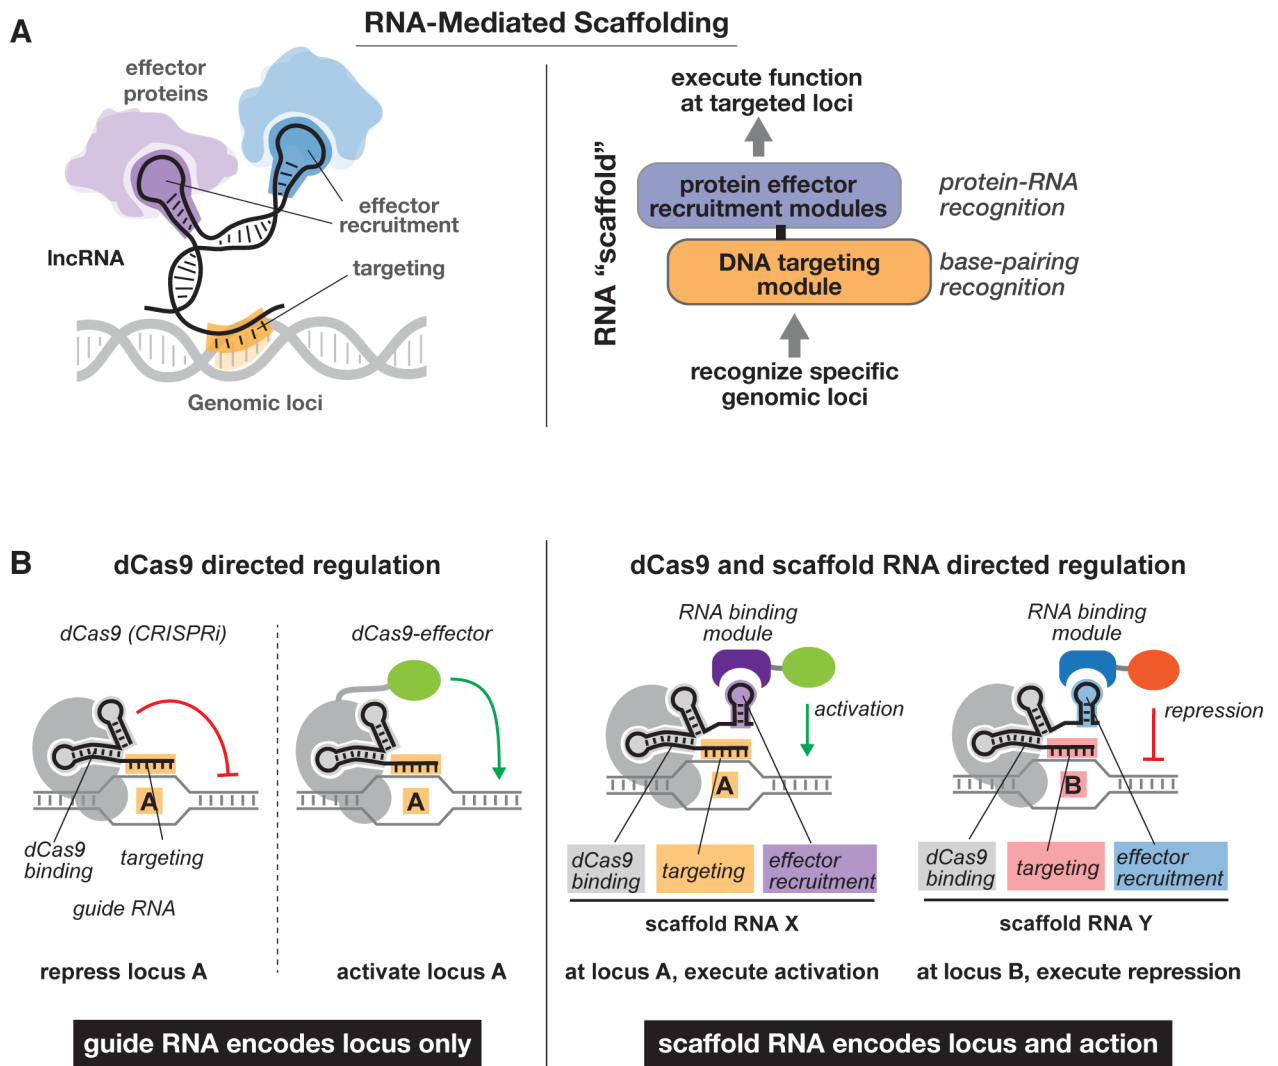 A
RNA-Mediated Scaffolding
effector
proteins
effector
recruitment
lncRNA
targeting
Genomic loci
RNA “scaffold”
execute function
at targeted loci
protein effector
recruitment modules
protein-RNA
recognition
DNA targeting
module
base-pairing
recognition
recognize specific
genomic loci
B
dCas9 directed regulation
dCas9 (CRISPRi)
A
dCas9
binding
targeting
guide RNA
repress locus A
dCas9-effector
A
activate locus A
guide RNA encodes locus only
dCas9 and scaffold RNA directed regulation
RNA binding
module
activation
A
dCas9
binding
targeting
effector
recruitment
scaffold RNA X
at locus A, execute activation
RNA binding
module
repression
B
dCas9
binding
targeting
effector
recruitment
scaffold RNA Y
at locus B, execute repression
scaffold RNA encodes locus and action